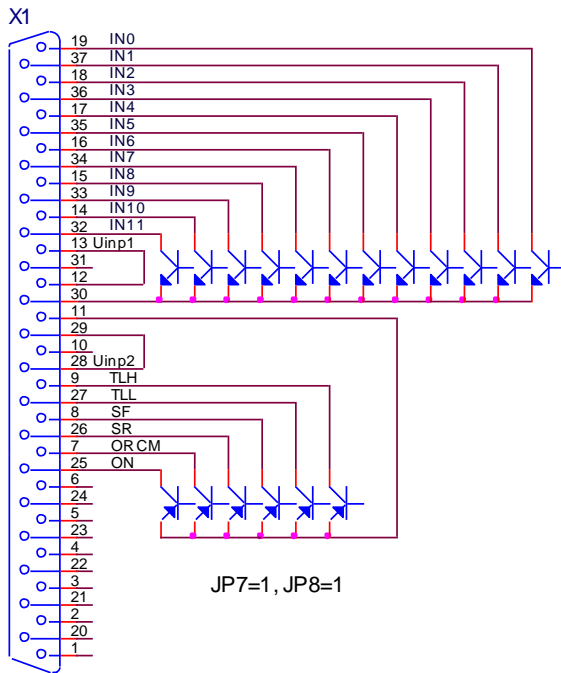 X1
19 IN0
37 IN1
18 IN2
36 IN3
17 IN4
35 IN5
16 IN6
34 IN7
15 IN8
33 IN9
14 IN10
32 IN11
13 Uinp1
31
12
30
11
29
10
28 Uinp2
9 TLH
27 TLL
8 SF
26 SR
7 ORCM
25 ON
6
24
5
23
4
22
3
21
2
20
1
JP7=1, JP8=1